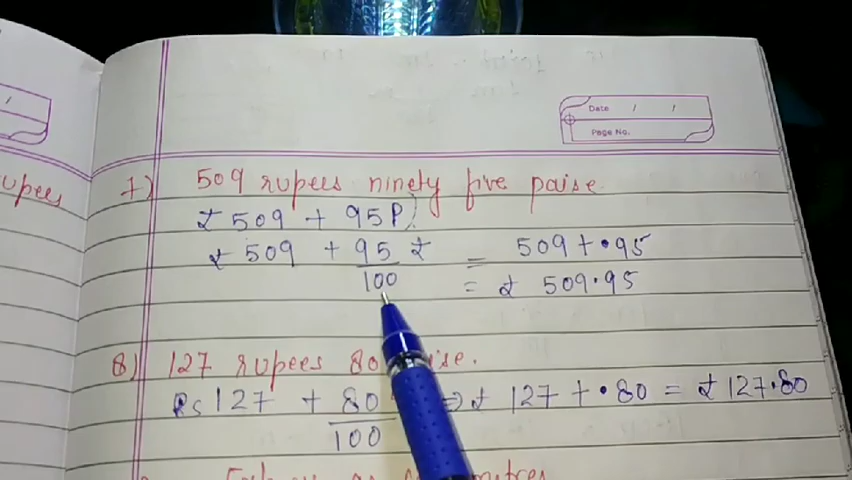 Date / /
Page No.
rupees
7) 509 rupees ninety five paise.
₹ 509 + 95P
₹ 509 + 95/100 ₹ = 509 + .95
= ₹ 509.95
8) 127 rupees 80
Rs 127 + 80/100 => ₹ 127 + .80 = ₹ 127.80